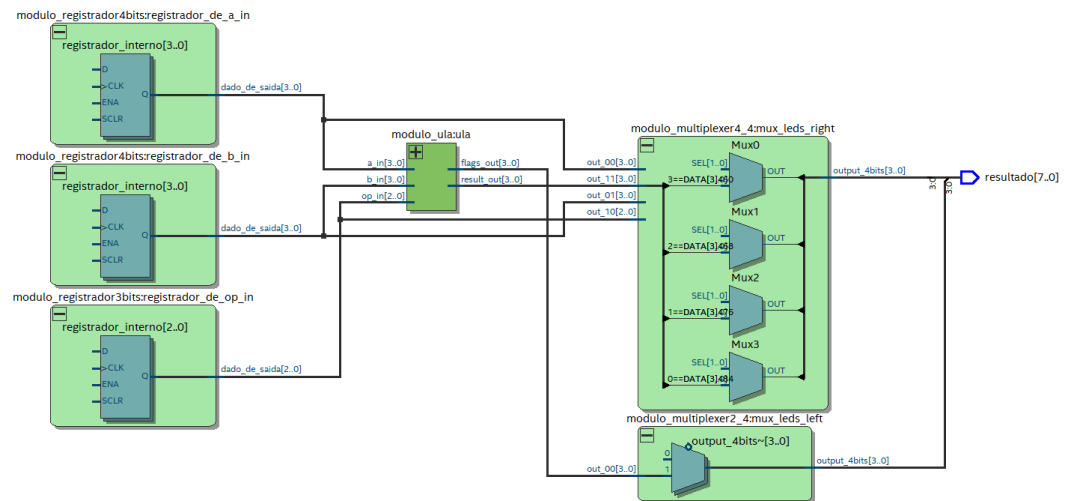 modulo_registrador4bits:registrador_de_a_in
registrador_interno[3..0]
D
>CLK
ENA
SCLR
Q
dado_de_saida[3..0]
modulo_registrador4bits:registrador_de_b_in
registrador_interno[3..0]
D
>CLK
ENA
SCLR
Q
dado_de_saida[3..0]
modulo_registrador3bits:registrador_de_op_in
registrador_interno[2..0]
D
>CLK
ENA
SCLR
Q
dado_de_saida[2..0]
modulo_ula:ula
a_in[3..0]
b_in[3..0]
op_in[2..0]
flags_out[3..0]
result_out[3..0]
modulo_multiplexer4_4:mux_leds_right
out_00[3..0]
out_11[3..0]
out_01[3..0]
out_10[2..0]
Mux0
SEL[1..0]
OUT
Mux1
SEL[1..0]
OUT
Mux2
SEL[1..0]
OUT
Mux3
SEL[1..0]
OUT
output_4bits[3..0]
modulo_multiplexer2_4:mux_leds_left
output_4bits~[3..0]
0
1
out_00[3..0]
output_4bits[3..0]
3:0
3:0
resultado[7..0]